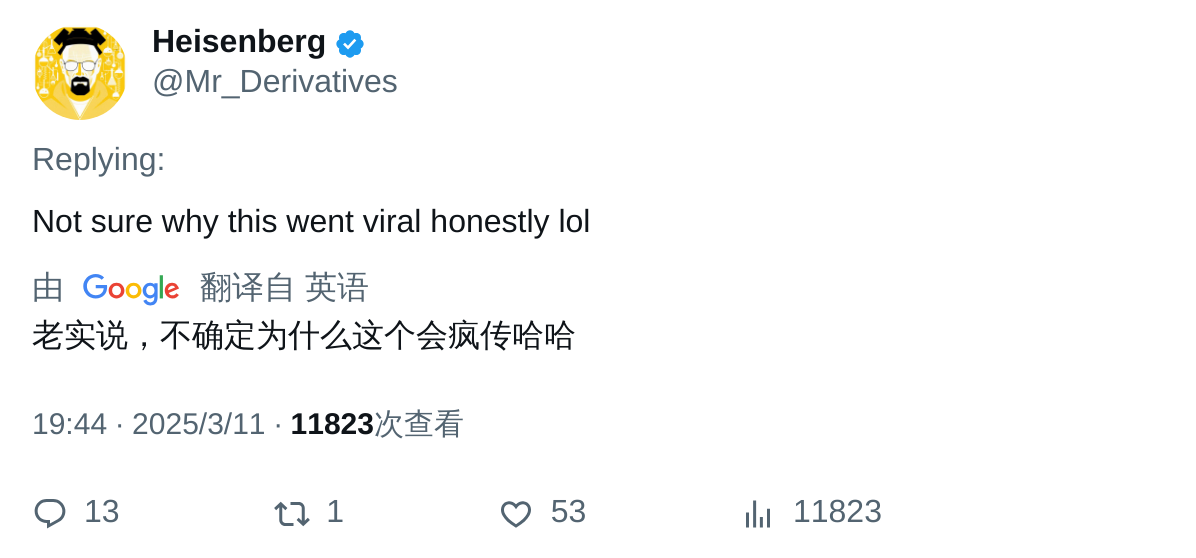 Heisenberg
@Mr_Derivatives
Replying:
Not sure why this went viral honestly lol
由 Google 翻译自 英语
老实说，不确定为什么这个会疯传哈哈
19:44 · 2025/3/11 · 11823次查看
13 1 53 11823